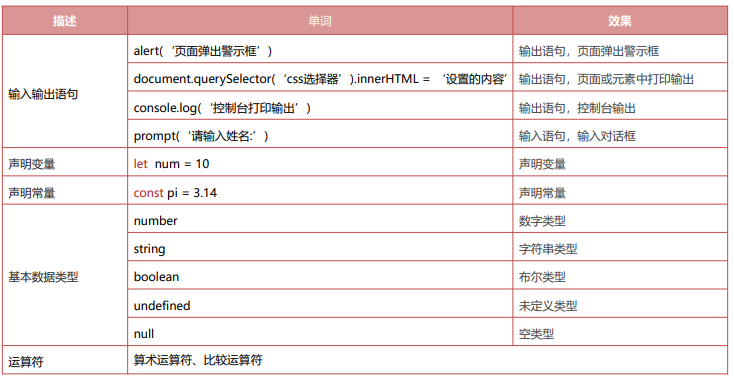 描述 单词 效果
输入输出语句 alert(‘页面弹出警示框’) 输出语句，页面弹出警示框
document.querySelector(‘css选择器’).innerHTML = ‘设置的内容’ 输出语句，页面或元素中打印输出
console.log(‘控制台打印输出’) 输出语句，控制台输出
prompt(‘请输入姓名:’) 输入语句，输入对话框
声明变量 let num = 10 声明变量
声明常量 const pi = 3.14 声明常量
基本数据类型 number 数字类型
string 字符串类型
boolean 布尔类型
undefined 未定义类型
null 空类型
运算符 算术运算符、比较运算符